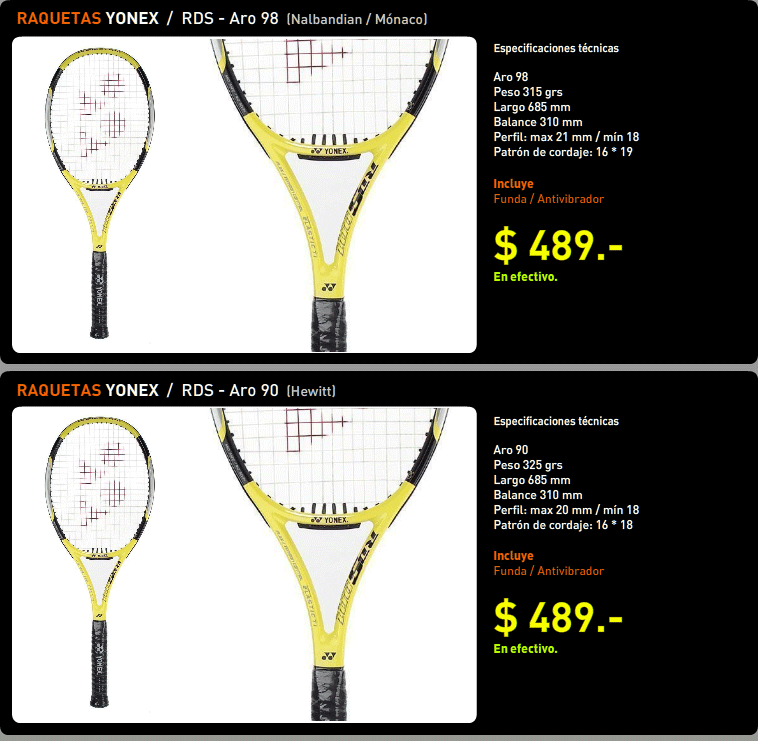 RAQUETAS YONEX / RDS - Aro 98 (Nalbandian / Mónaco)
YONEX.
RDS
YONEX
Especificaciones técnicas
Aro 98
Peso 315 grs
Largo 685 mm
Balance 310 mm
Perfil: max 21 mm / mín 18
Patrón de cordaje: 16 * 19
Incluye
Funda / Antivibrador
$ 489.-
En efectivo.
RAQUETAS YONEX / RDS - Aro 90 (Hewitt)
YONEX.
RDS
YONEX
Especificaciones técnicas
Aro 90
Peso 325 grs
Largo 685 mm
Balance 310 mm
Perfil: max 20 mm / mín 18
Patrón de cordaje: 16 * 18
Incluye
Funda / Antivibrador
$ 489.-
En efectivo.